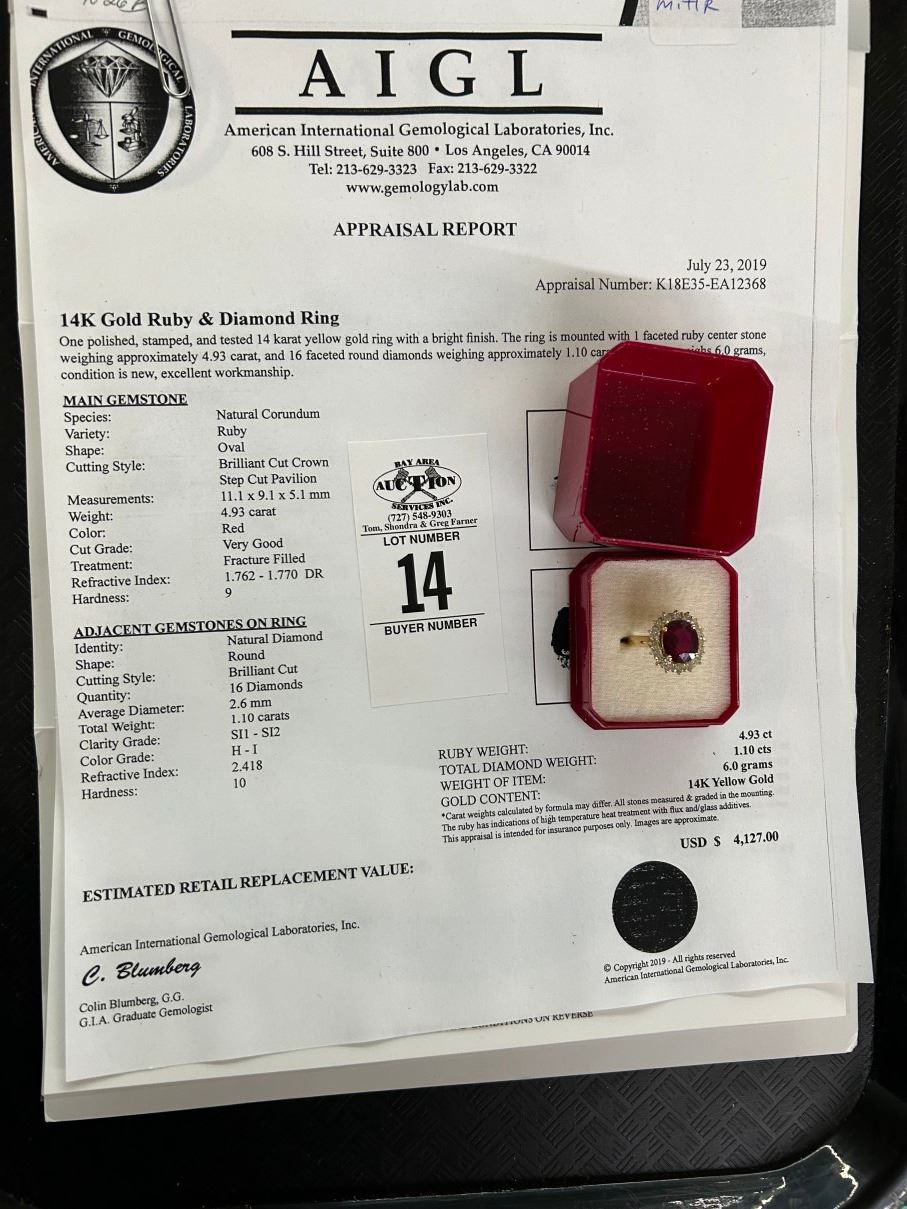 M.H.R
INTERNATIONAL GEMOLOGICAL LABORATORIES
AMERICAN
A I G L
American International Gemological Laboratories, Inc.
608 S. Hill Street, Suite 800 • Los Angeles, CA 90014
Tel: 213-629-3323 Fax: 213-629-3322
www.gemologylab.com
APPRAISAL REPORT
July 23, 2019
Appraisal Number: K18E35-EA12368
14K Gold Ruby & Diamond Ring
One polished, stamped, and tested 14 karat yellow gold ring with a bright finish. The ring is mounted with 1 faceted ruby center stone
weighing approximately 4.93 carat, and 16 faceted round diamonds weighing approximately 1.10 6.0 grams,
condition is new, excellent workmanship.
MAIN GEMSTONE
Species: Natural Corundum
Variety: Ruby
Shape: Oval
Cutting Style: Brilliant Cut Crown
Step Cut Pavilion
Measurements: 11.1 x 9.1 x 5.1 mm
Weight: 4.93 carat
Color: Red
Cut Grade: Very Good
Treatment: Fracture Filled
Refractive Index: 1.762 - 1.770 DR
Hardness: 9
ADJACENT GEMSTONES ON RING
Identity: Natural Diamond
Shape: Round
Cutting Style: Brilliant Cut
Quantity: 16 Diamonds
Average Diameter: 2.6 mm
Total Weight: 1.10 carats
Clarity Grade: SI1 - SI2
Color Grade: H - I
Refractive Index: 2.418
Hardness: 10
BAY AREA
AUCTION
SERVICES INC.
(727) 548-9303
Tom, Shondra & Greg Farner
LOT NUMBER
14
BUYER NUMBER
RUBY WEIGHT: 4.93 ct
TOTAL DIAMOND WEIGHT: 1.10 cts
WEIGHT OF ITEM: 6.0 grams
GOLD CONTENT: 14K Yellow Gold
*Carat weights calculated by formula may differ. All stones measured & graded in the mounting.
The ruby has indications of high temperature heat treatment with flux and/glass additives.
This appraisal is intended for insurance purposes only. Images are approximate.
ESTIMATED RETAIL REPLACEMENT VALUE: USD $ 4,127.00
American International Gemological Laboratories, Inc.
C. Blumberg
Colin Blumberg, G.G.
G.I.A. Graduate Gemologist
© Copyright 2019 - All rights reserved
American International Gemological Laboratories, Inc.
CONDITIONS ON REVERSE